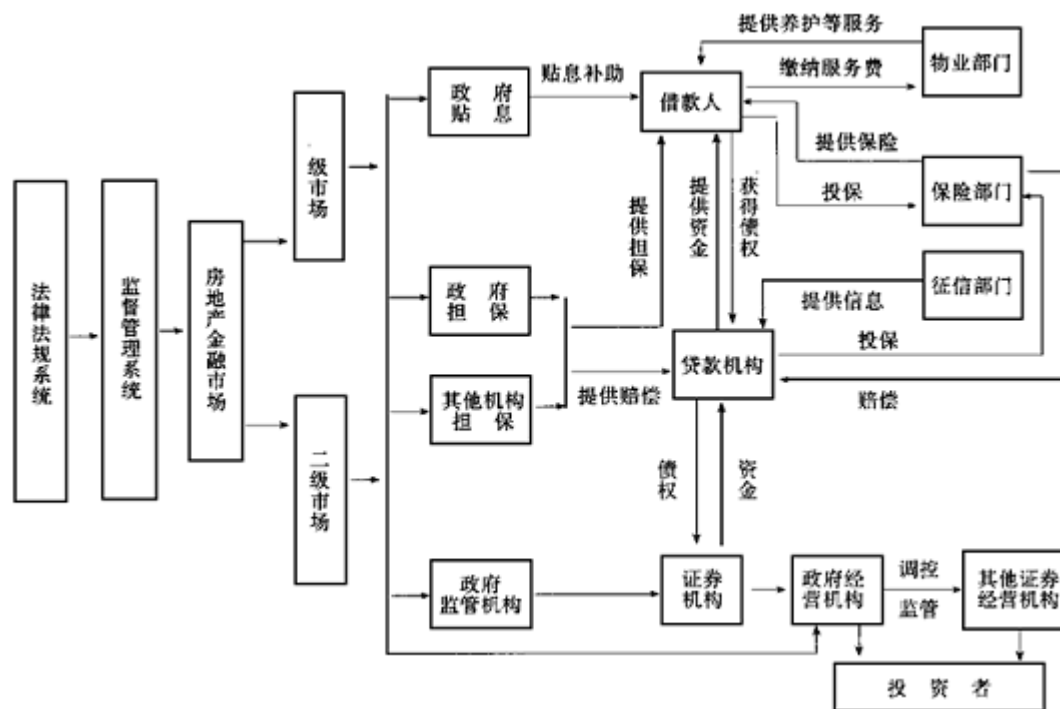 法律法规系统
监督管理系统
房地产金融市场
级市场
二级市场
政 府
贴 息
贴息补助
借款人
提供养护等服务
缴纳服务费
物业部门
提供保险
投保
保险部门
提供担保
提供资金
获得债权
提供信息
征信部门
政 府
担 保
其他机构
担 保
提供赔偿
贷款机构
投保
赔偿
债权
资金
政府
监管机构
证券
机构
政府经
营机构
调控
监管
其他证券
经营机构
投 资 者